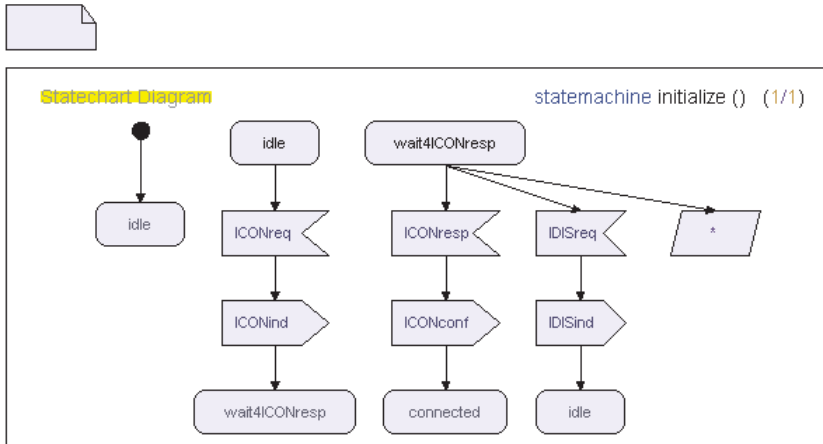 Statechart Diagram
statemachine initialize () (1/1)
idle
wait4ICONresp
idle
ICONreq
ICONresp
IDISreq
*
ICONind
ICONconf
IDISind
wait4ICONresp
connected
idle